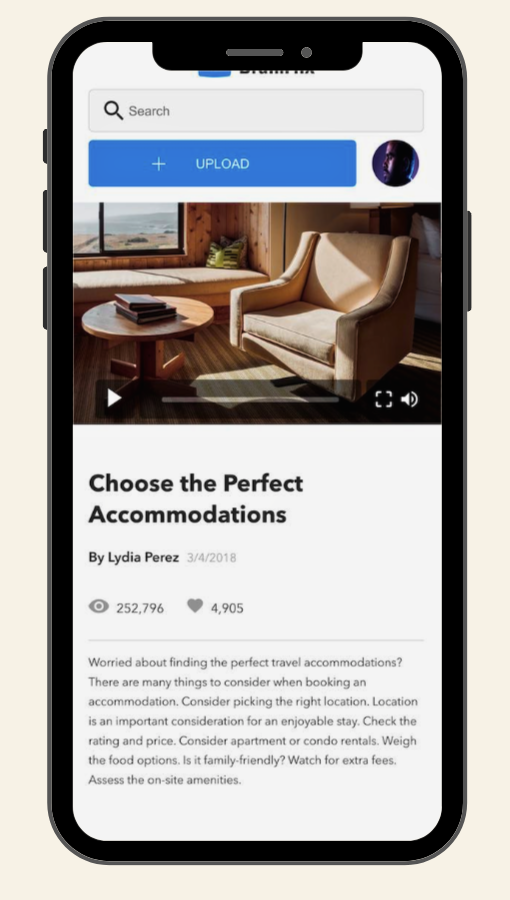 Search
UPLOAD
Choose the Perfect
Accommodations
By Lydia Perez 3/4/2018
252,796 4,905
Worried about finding the perfect travel accommodations?
There are many things to consider when booking an
accommodation. Consider picking the right location. Location
is an important consideration for an enjoyable stay. Check the
rating and price. Consider apartment or condo rentals. Weigh
the food options. Is it family-friendly? Watch for extra fees.
Assess the on-site amenities.